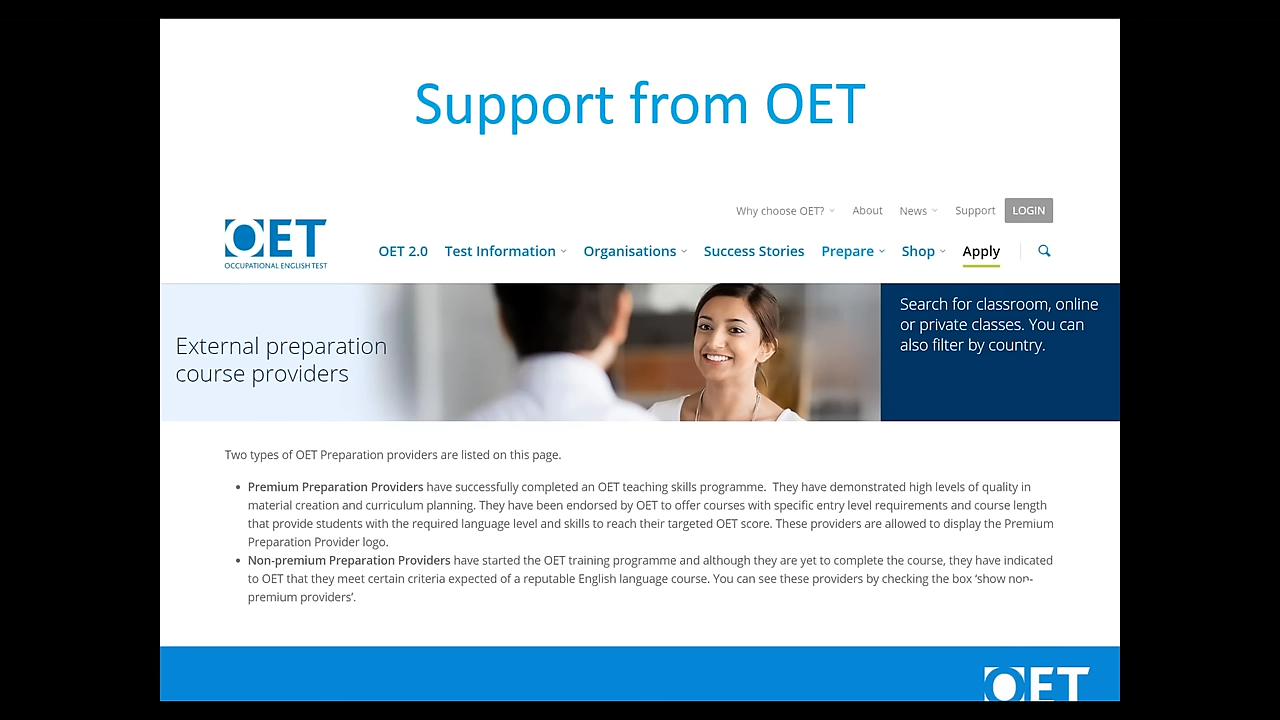 Support from OET
Why choose OET? About News Support LOGIN
OET
OCCUPATIONAL ENGLISH TEST
OET 2.0 Test Information Organisations Success Stories Prepare Shop Apply
External preparation
course providers
Search for classroom, online
or private classes. You can
also filter by country.
Two types of OET Preparation providers are listed on this page.
• Premium Preparation Providers have successfully completed an OET teaching skills programme. They have demonstrated high levels of quality in
material creation and curriculum planning. They have been endorsed by OET to offer courses with specific entry level requirements and course length
that provide students with the required language level and skills to reach their targeted OET score. These providers are allowed to display the Premium
Preparation Provider logo.
• Non-premium Preparation Providers have started the OET training programme and although they are yet to complete the course, they have indicated
to OET that they meet certain criteria expected of a reputable English language course. You can see these providers by checking the box ‘show non-
premium providers’.
OET